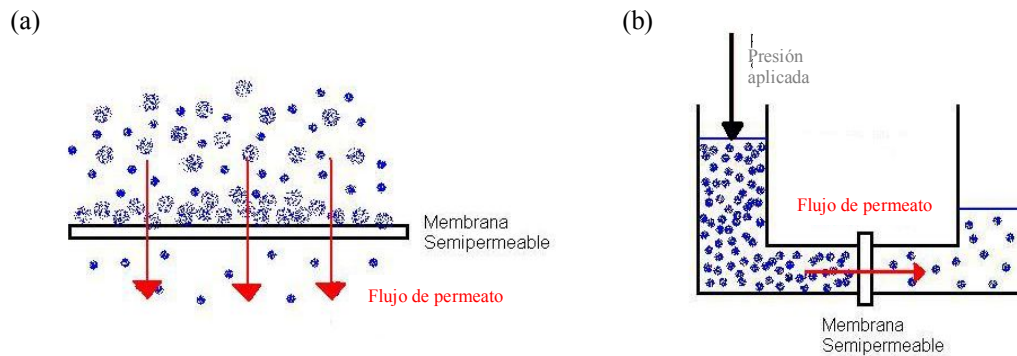 (a)
Membrana
Semipermeable
Flujo de permeato
(b)
Presión
aplicada
Flujo de permeato
Membrana
Semipermeable